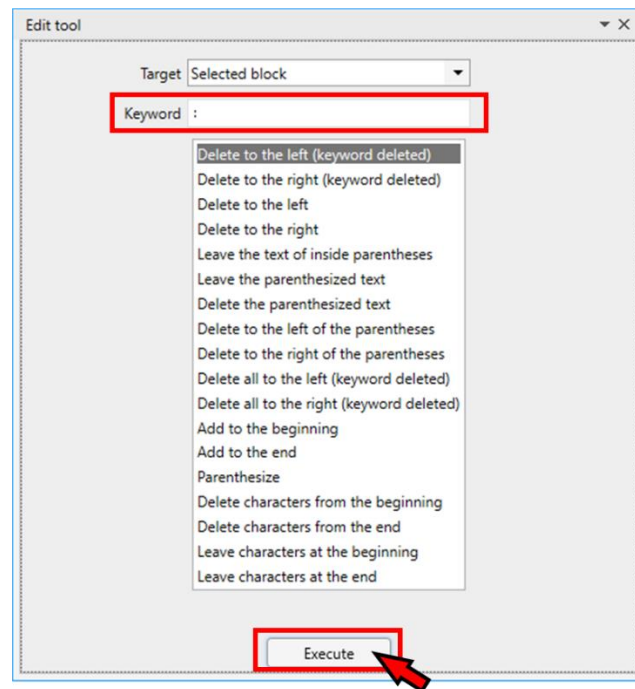 Edit tool
Target Selected block
Keyword :
Delete to the left (keyword deleted)
Delete to the right (keyword deleted)
Delete to the left
Delete to the right
Leave the text of inside parentheses
Leave the parenthesized text
Delete the parenthesized text
Delete to the left of the parentheses
Delete to the right of the parentheses
Delete all to the left (keyword deleted)
Delete all to the right (keyword deleted)
Add to the beginning
Add to the end
Parenthesize
Delete characters from the beginning
Delete characters from the end
Leave characters at the beginning
Leave characters at the end
Execute